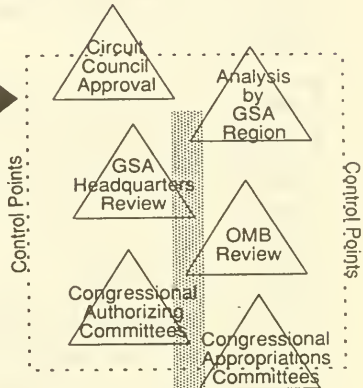 Circuit
Council
Approval
Analysis
by
GSA
Region
GSA
Headquarters
Review
OMB
Review
Congressional
Authorizing
Committees
Congressional
Appropriations
Committees
Control Points
Control Points